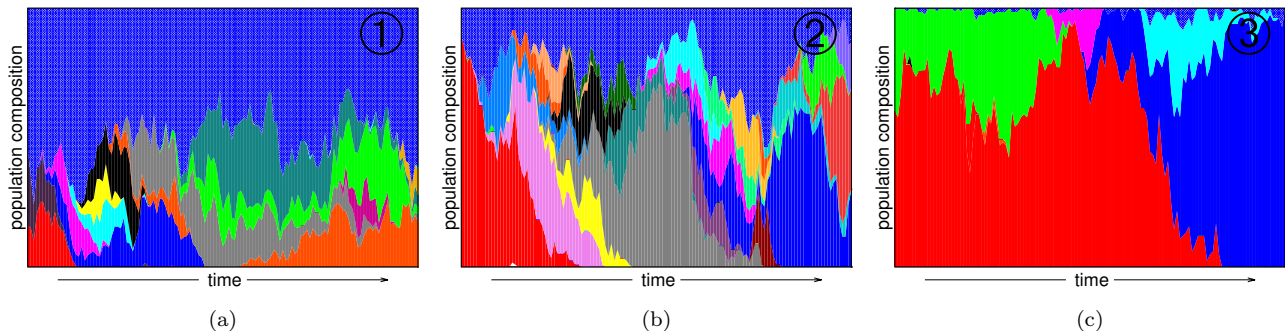 ①
②
③
population composition
population composition
population composition
time
time
time
(a)
(b)
(c)